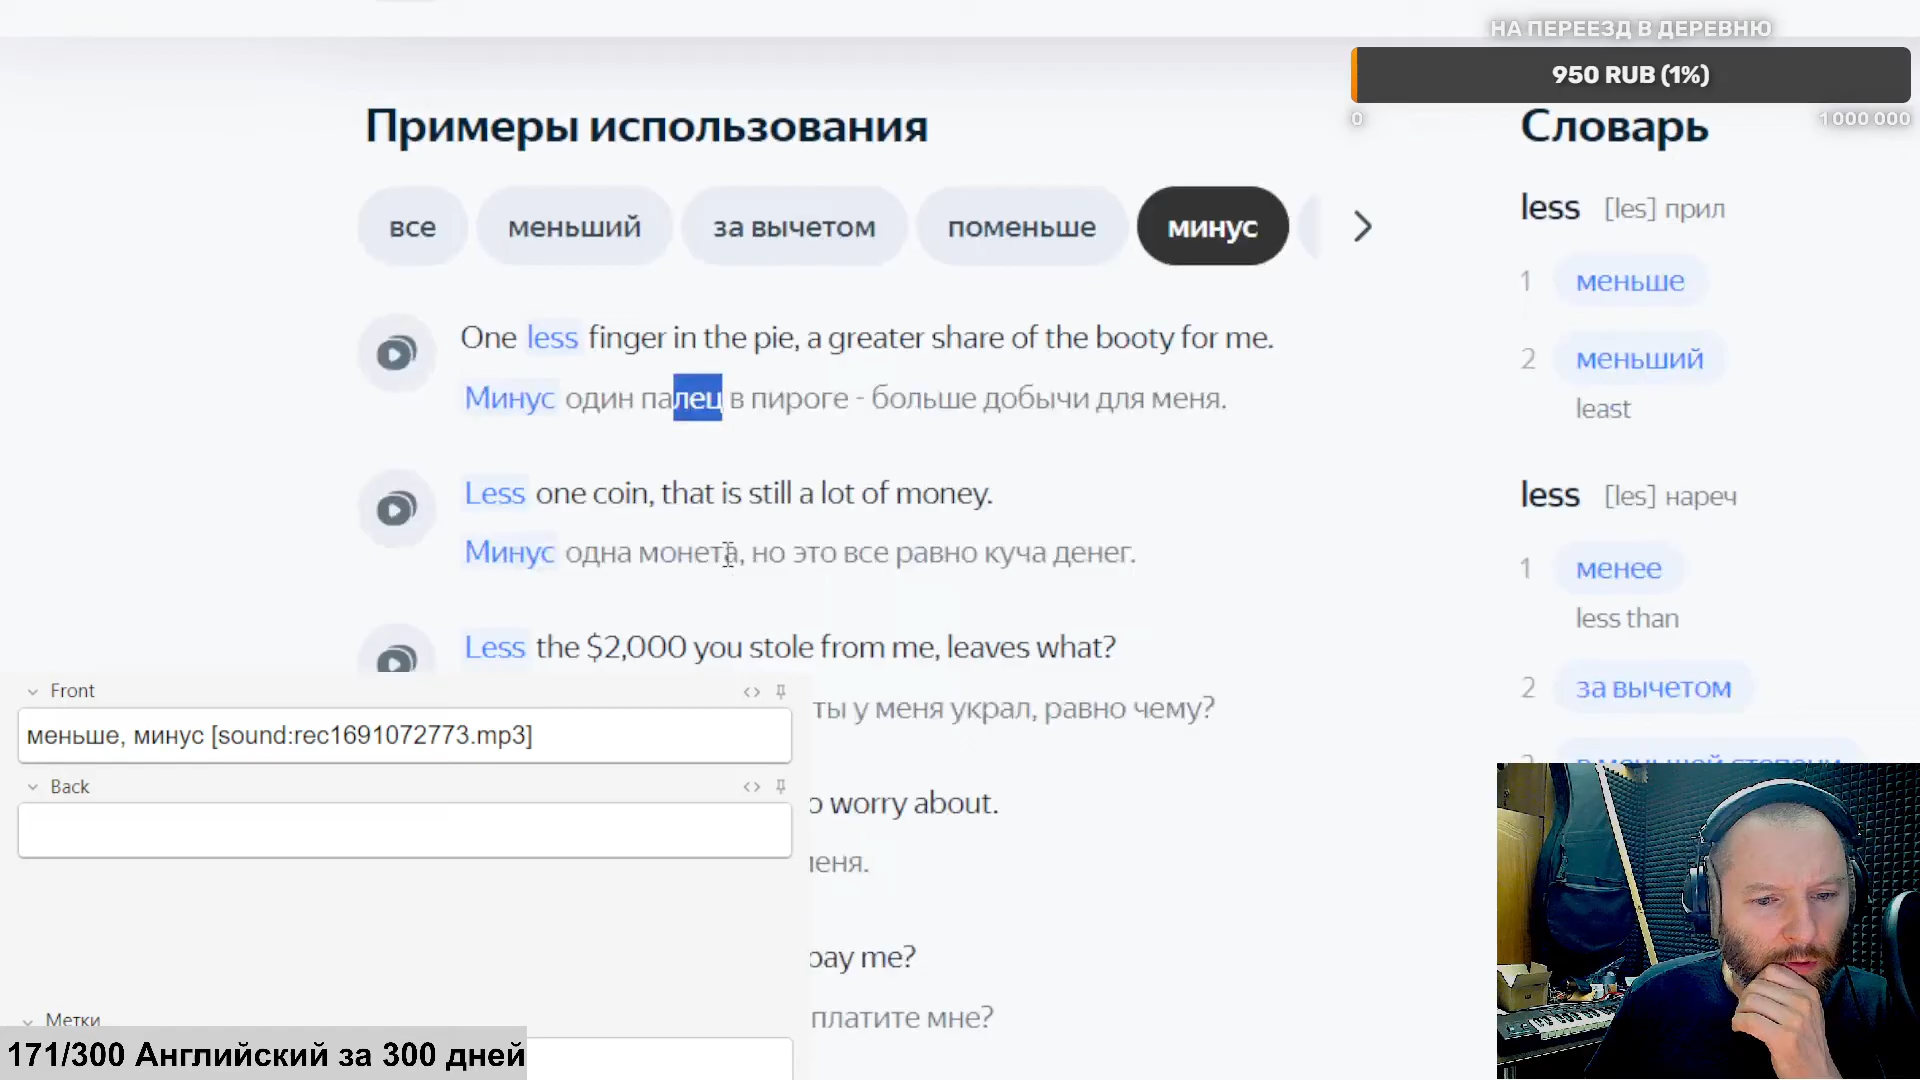 НА ПЕРЕЕЗД В ДЕРЕВНЮ
950 RUB (1%)
0
1 000 000
Примеры использования
все
меньший
за вычетом
поменьше
минус
One less finger in the pie, a greater share of the booty for me.
Минус один палец в пироге - больше добычи для меня.
Less one coin, that is still a lot of money.
Минус одна монета, но это все равно куча денег.
Less the $2,000 you stole from me, leaves what?
ты у меня украл, равно чему?
worry about.
pay me?
платите мне?
Словарь
less [les] прил
1 меньше
2 меньший
least
less [les] нареч
1 менее
less than
2 за вычетом
Front
меньше, минус [sound:rec1691072773.mp3]
Back
Метки
171/300 Английский за 300 дней